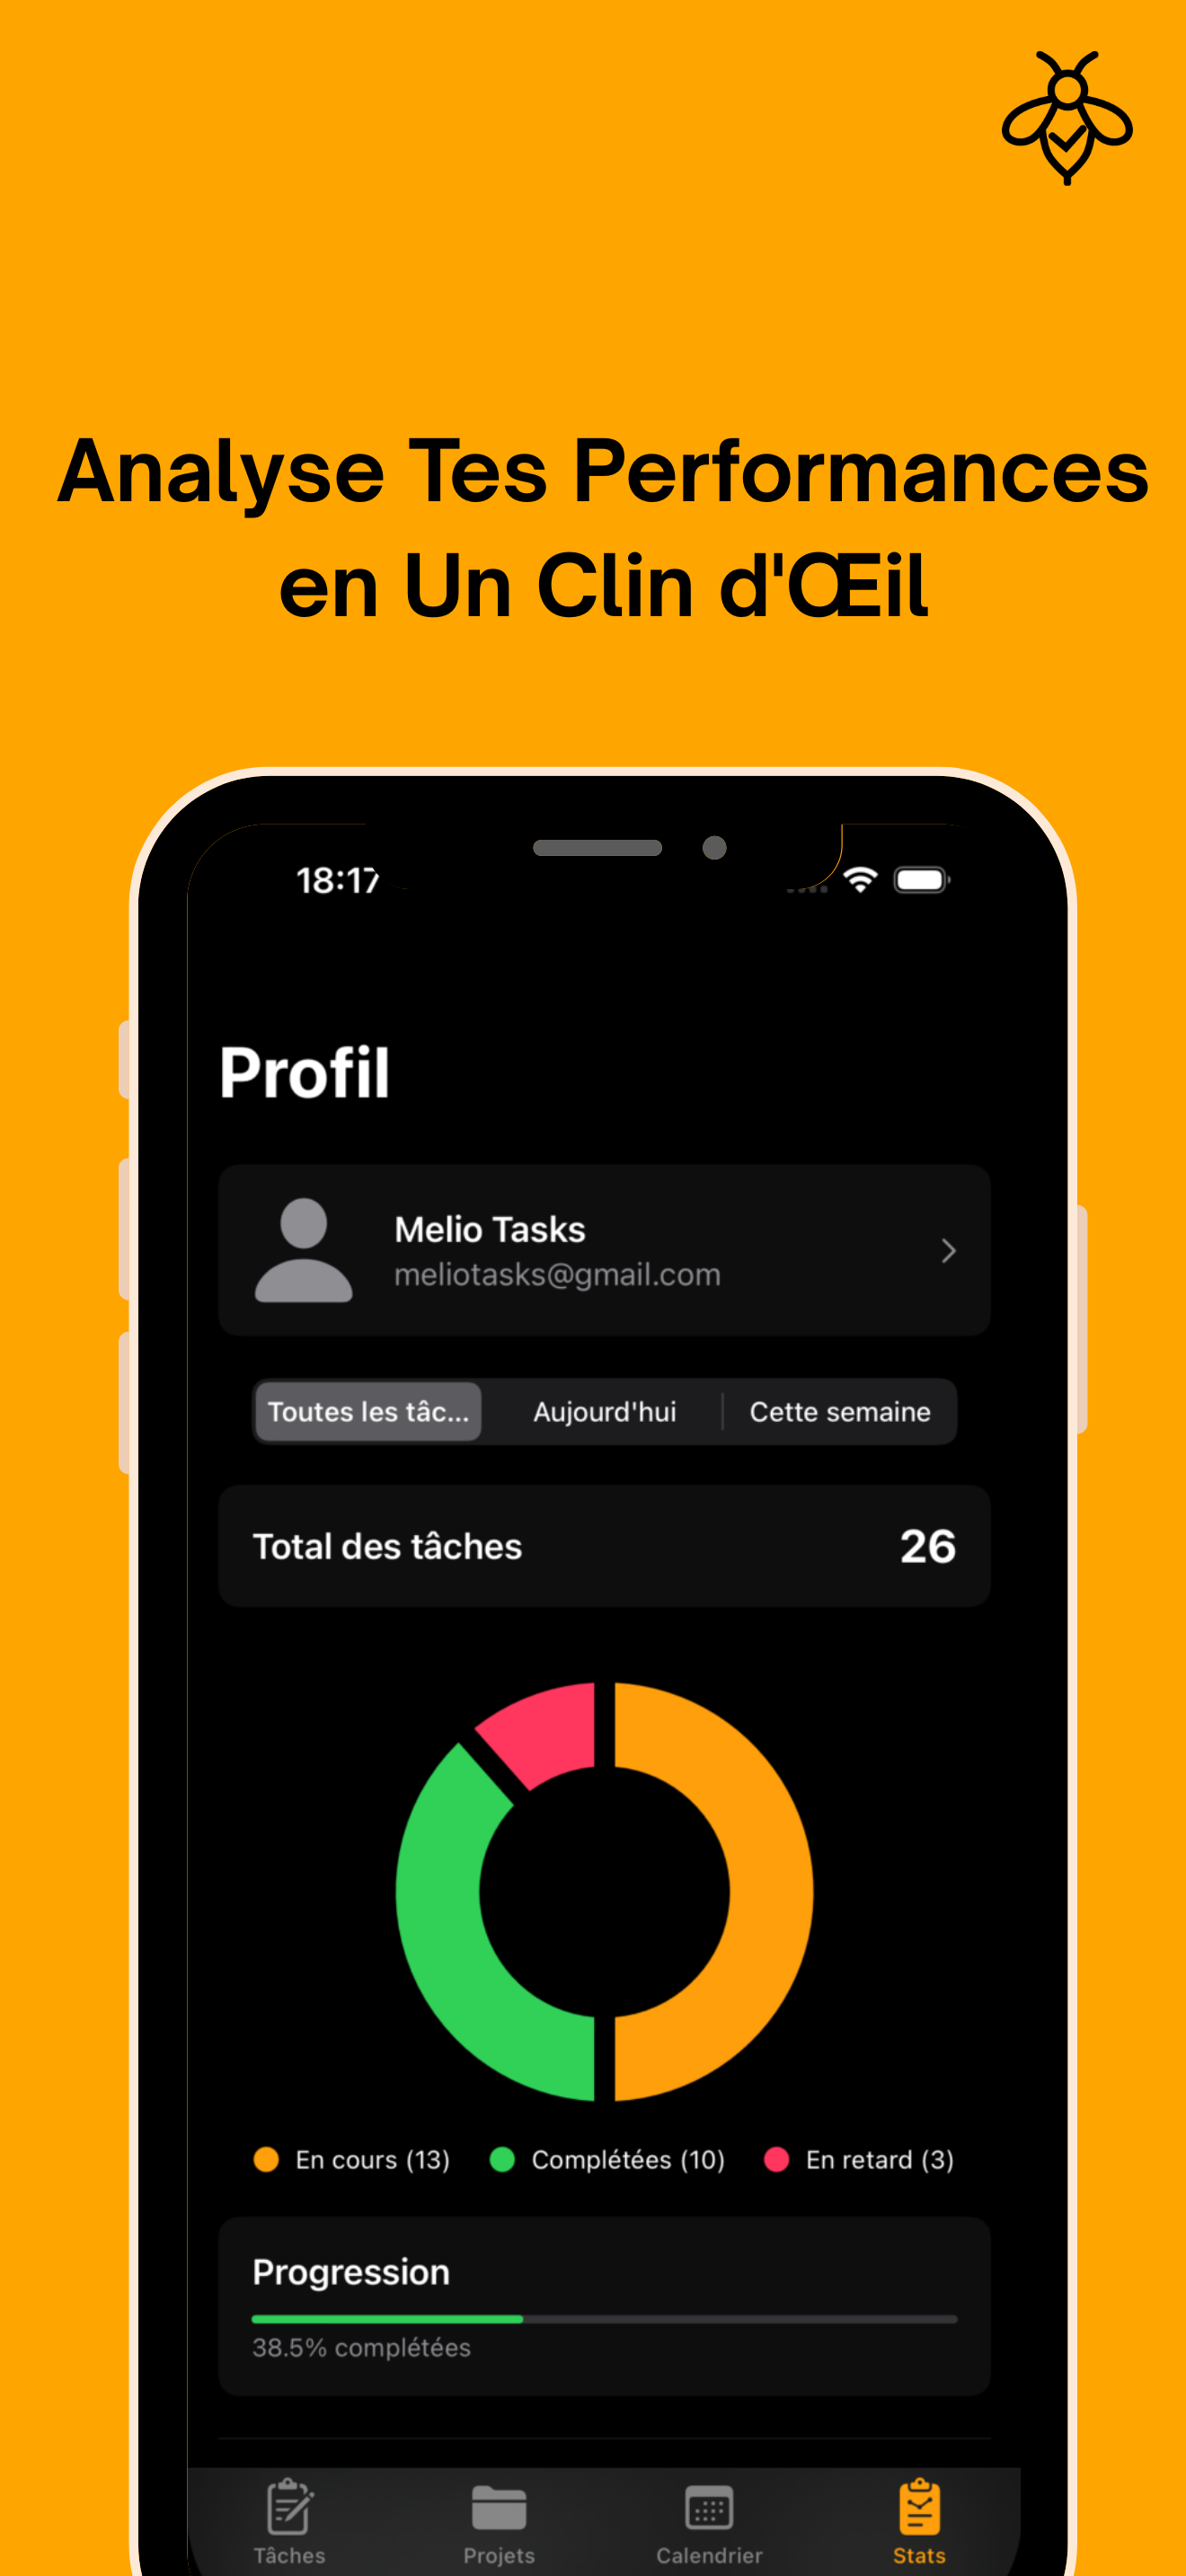 Analyse Tes Performances
en Un Clin d'Œil
18:17
Profil
Melio Tasks
meliotasks@gmail.com
Toutes les tâc... Aujourd'hui Cette semaine
Total des tâches 26
En cours (13) Complétées (10) En retard (3)
Progression
38.5% complétées
Tâches Projets Calendrier Stats